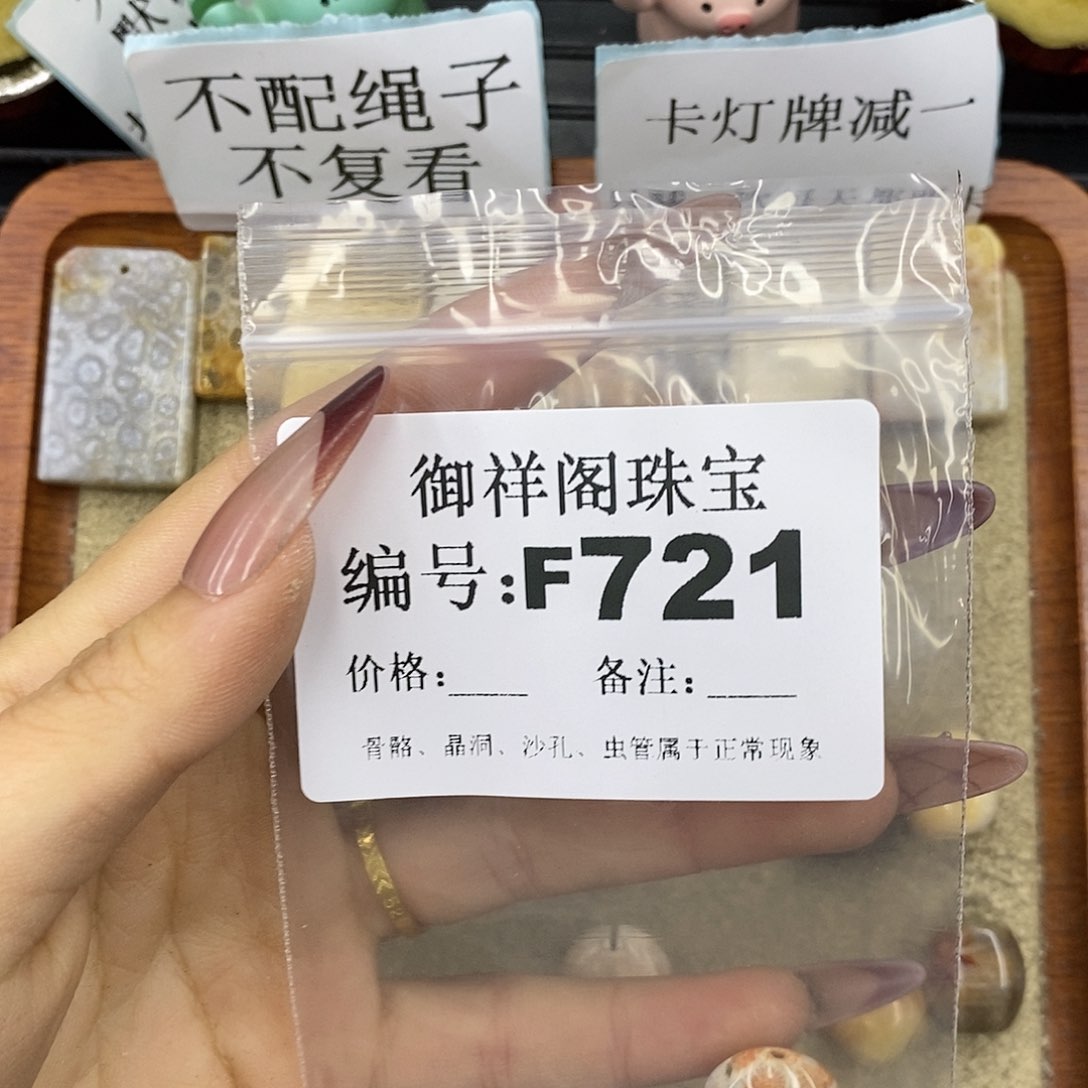 不配绳子
不复看
卡灯牌减一
御祥阁珠宝
编号:F721
价格:____ 备注:____
骨骼、晶洞、沙孔、虫管属于正常现象